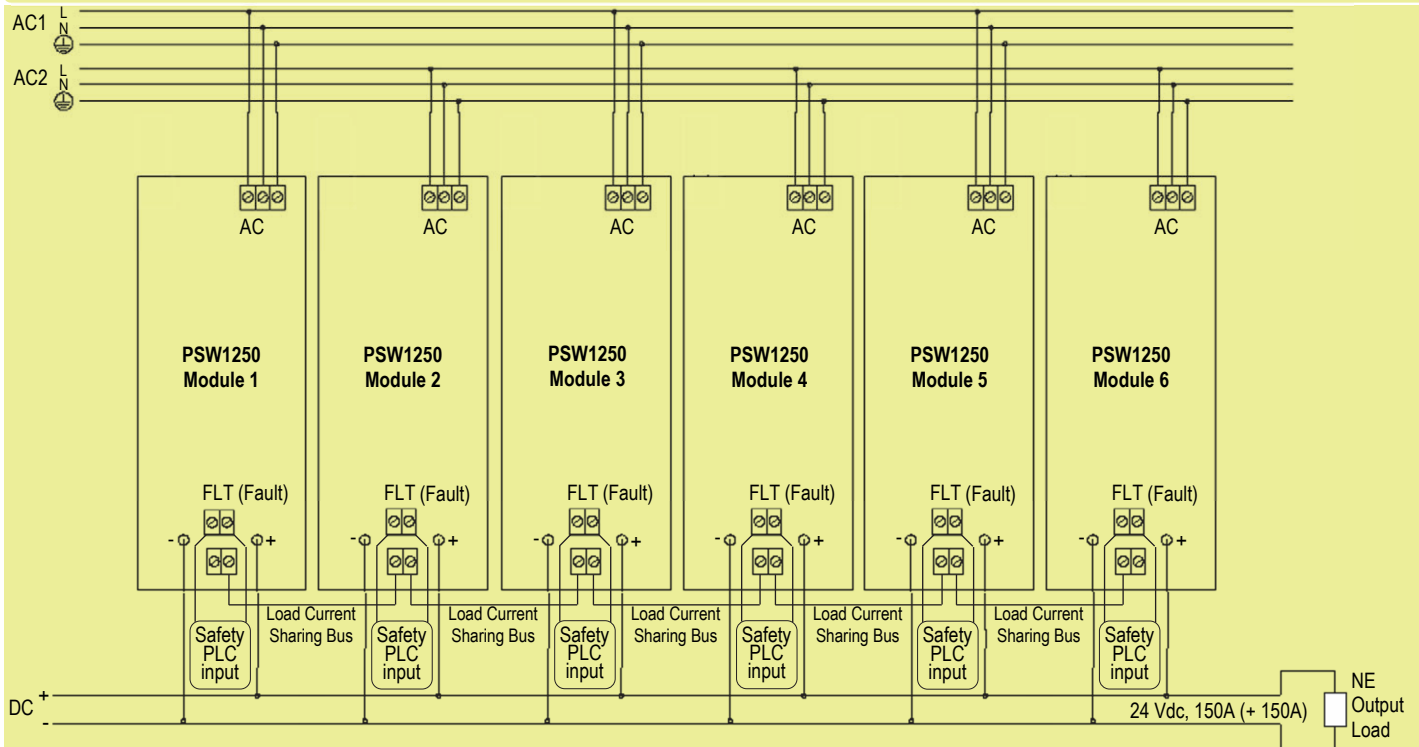 AC1 L
N
AC2 L
N
AC AC AC AC AC AC
PSW1250 PSW1250 PSW1250 PSW1250 PSW1250 PSW1250
Module 1 Module 2 Module 3 Module 4 Module 5 Module 6
FLT (Fault) FLT (Fault) FLT (Fault) FLT (Fault) FLT (Fault) FLT (Fault)
- + - + - + - + - + - +
Load Current Load Current Load Current Load Current Load Current
Sharing Bus Sharing Bus Sharing Bus Sharing Bus Sharing Bus
Safety Safety Safety Safety Safety Safety
PLC PLC PLC PLC PLC PLC
input input input input input input
DC +
-
24 Vdc, 150A (+ 150A)
NE
Output
Load